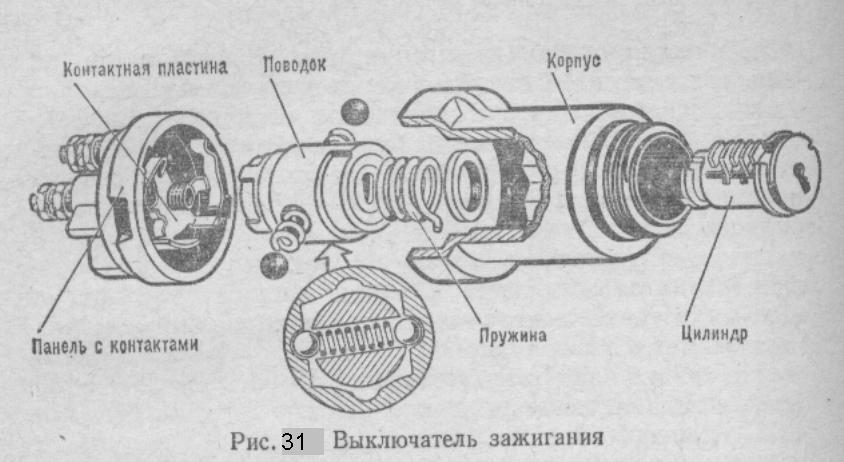 Контактная пластина
Поводок
Корпус
Панель с контактами
Пружина
Цилиндр
Рис. 31 Выключатель зажигания